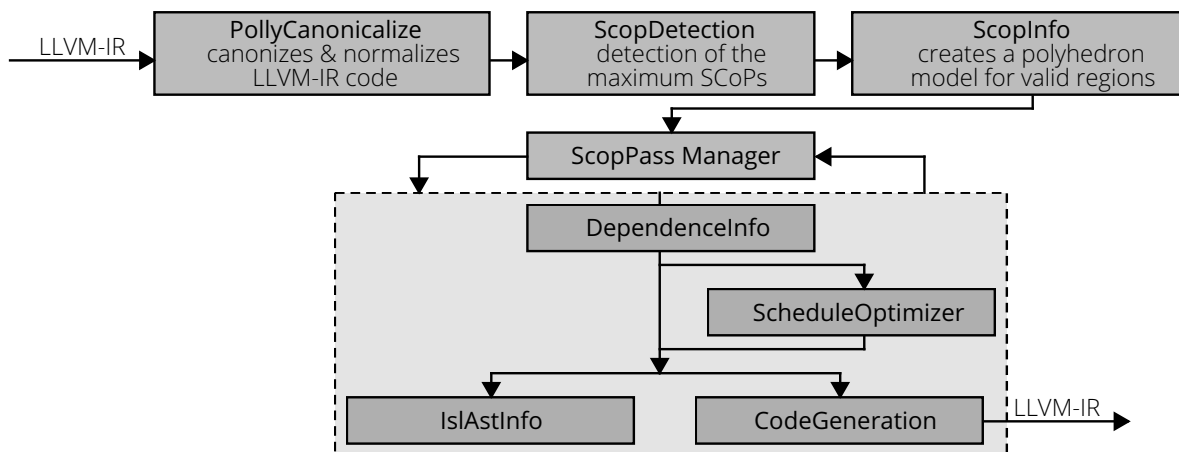 LLVM-IR
PollyCanonicalize
canonizes & normalizes
LLVM-IR code
ScopDetection
detection of the
maximum SCoPs
ScopInfo
creates a polyhedron
model for valid regions
ScopPass Manager
DependenceInfo
ScheduleOptimizer
IslAstInfo
CodeGeneration
LLVM-IR